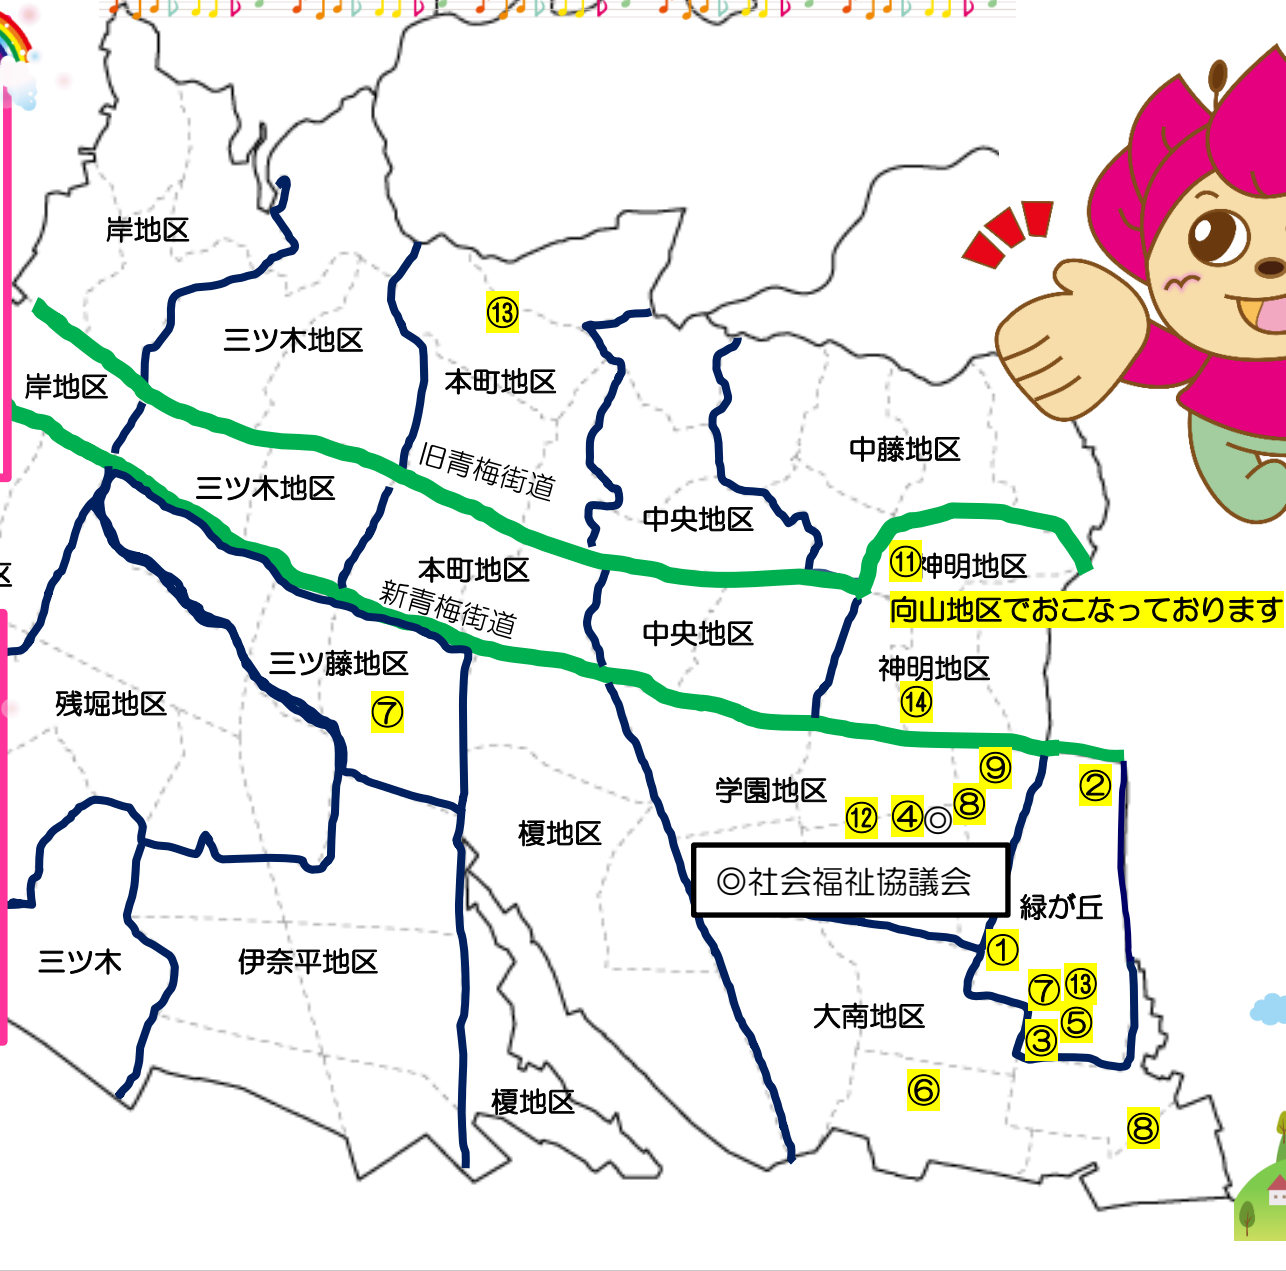 岸地区
⑬
三ツ木地区
本町地区
岸地区
中藤地区
旧青梅街道
三ツ木地区
中央地区
⑪神明地区
本町地区
区
新青梅街道
向山地区でおこなっております
中央地区
三ツ藤地区
神明地区
残堀地区
⑦
⑭
⑨
②
学園地区
⑫
④◎
⑧
榎地区
◎社会福祉協議会
緑が丘
①
三ツ木
伊奈平地区
⑦
⑬
大南地区
⑤
③
⑥
榎地区
⑧